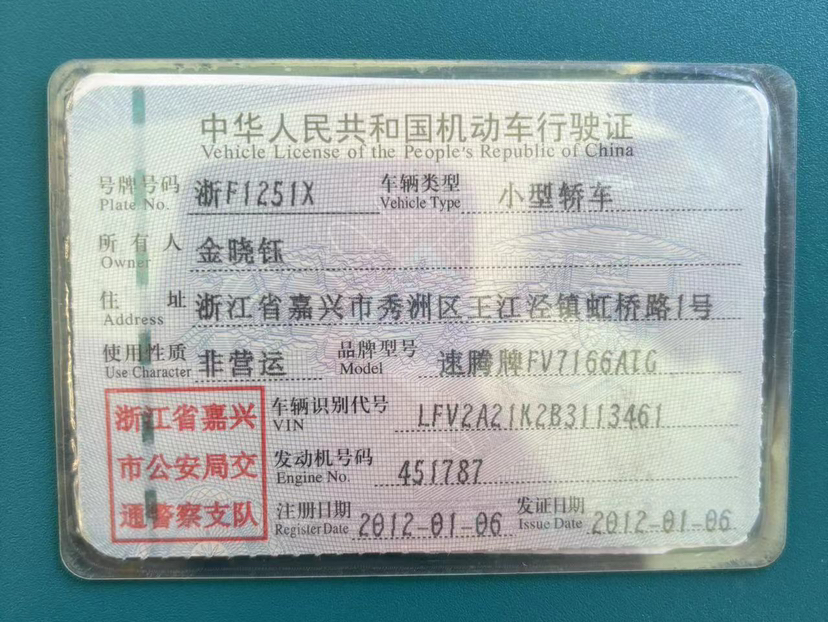 中华人民共和国机动车行驶证
Vehicle License of the People's Republic of China
号牌号码 浙F1251X 车辆类型 小型轿车
Plate No. Vehicle Type
所有人 金晓钰
Owner
住址 浙江省嘉兴市秀洲区王江泾镇虹桥路1号
Address
使用性质 非营运 品牌型号 速腾牌FV7166ATG
Use Character Model
浙江省嘉兴
市公安局交
通警察支队
车辆识别代号 LFV2A21K2B3113461
VIN
发动机号码 451787
Engine No.
注册日期 2012-01-06 发证日期 2012-01-06
Register Date Issue Date